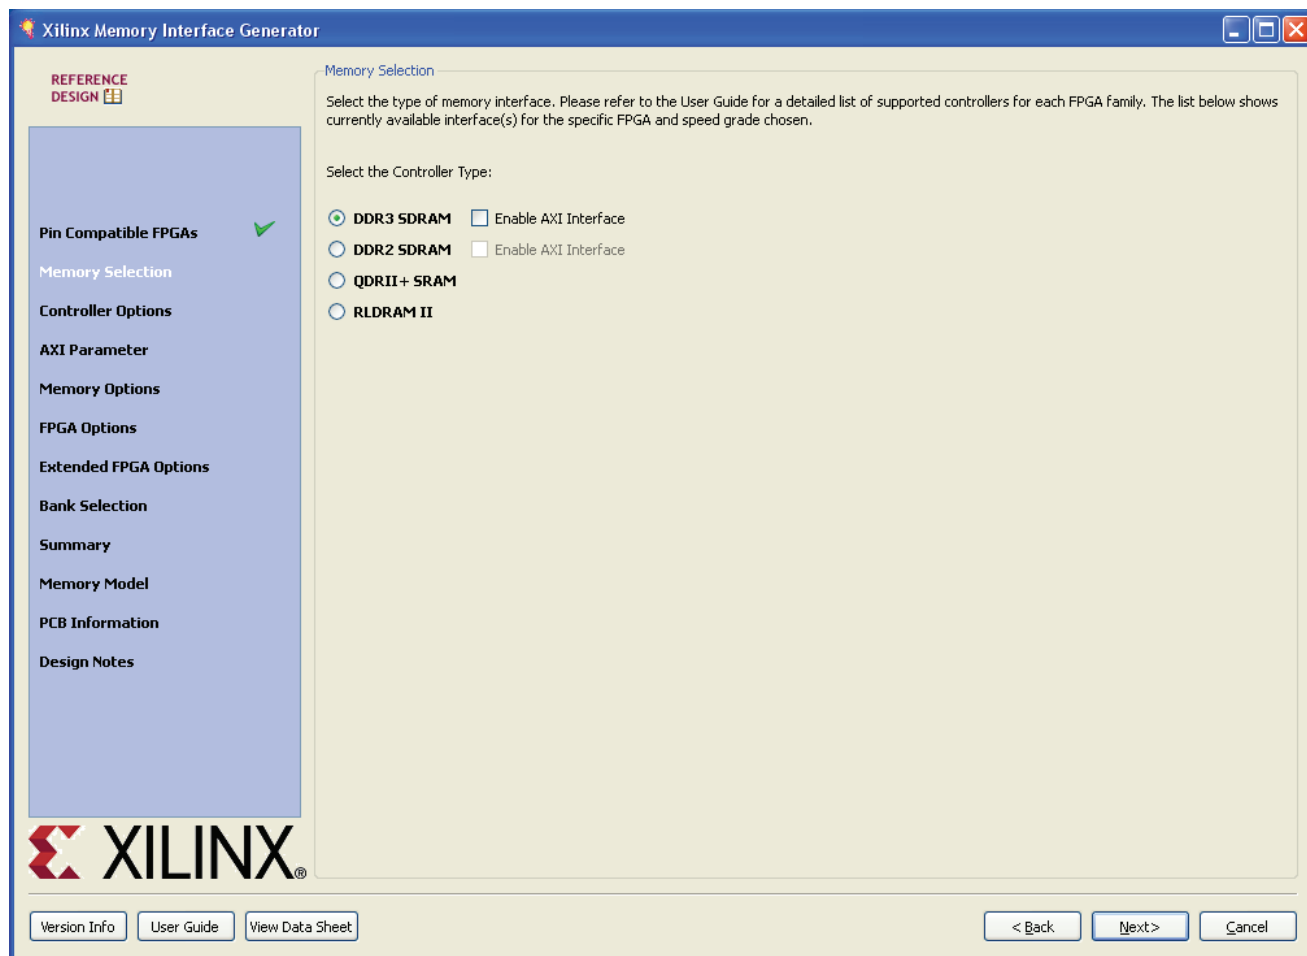 Xilinx Memory Interface Generator
REFERENCE
DESIGN
Pin Compatible FPGAs
Memory Selection
Controller Options
AXI Parameter
Memory Options
FPGA Options
Extended FPGA Options
Bank Selection
Summary
Memory Model
PCB Information
Design Notes
XILINX®
Memory Selection
Select the type of memory interface. Please refer to the User Guide for a detailed list of supported controllers for each FPGA family. The list below shows
currently available interface(s) for the specific FPGA and speed grade chosen.
Select the Controller Type:
DDR3 SDRAM Enable AXI Interface
DDR2 SDRAM Enable AXI Interface
QDRII+ SRAM
RLDRAM II
Version Info User Guide View Data Sheet < Back Next> Cancel